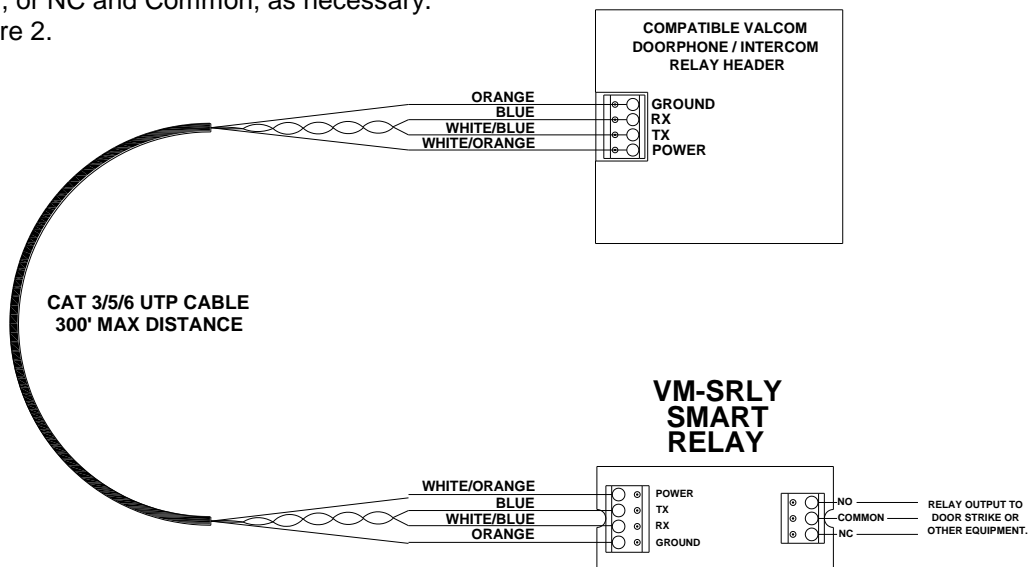 , or NC and Common, as necessary.
re 2.
COMPATIBLE VALCOM
DOORPHONE / INTERCOM
RELAY HEADER
ORANGE
BLUE
WHITE/BLUE
WHITE/ORANGE
GROUND
RX
TX
POWER
CAT 3/5/6 UTP CABLE
300' MAX DISTANCE
VM-SRLY
SMART
RELAY
WHITE/ORANGE
BLUE
WHITE/BLUE
ORANGE
POWER
TX
RX
GROUND
NO
COMMON
NC
RELAY OUTPUT TO
DOOR STRIKE OR
OTHER EQUIPMENT.